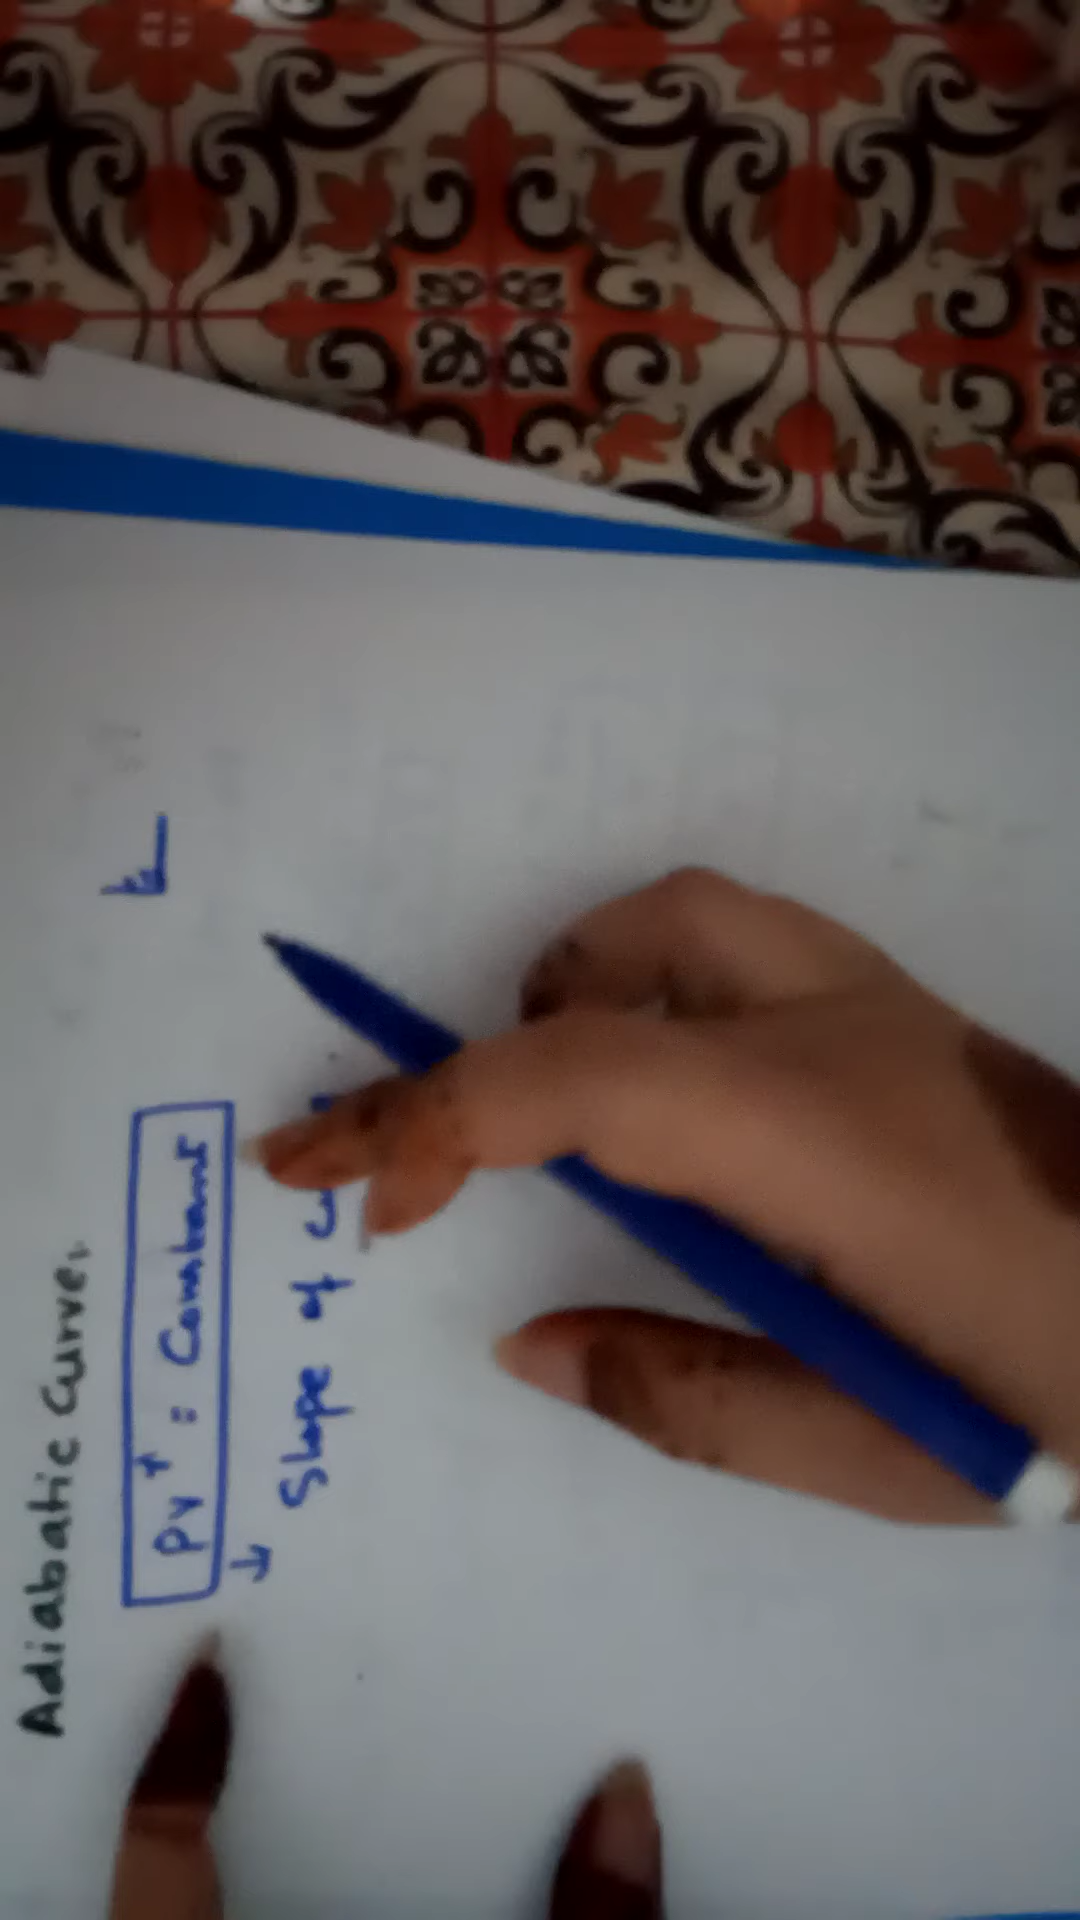 Adiabatic Curve,
PV^γ = Constant
↓ Slope of